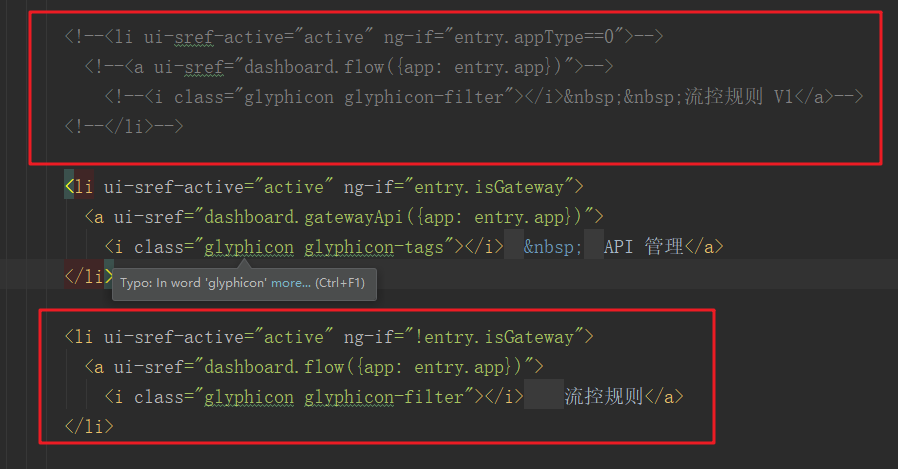 <!--<li ui-sref-active="active" ng-if="entry.appType==0">-->
<!--<a ui-sref="dashboard.flow({app: entry.app})">-->
<!--<i class="glyphicon glyphicon-filter"></i>&nbsp;&nbsp;流控规则 V1</a>-->
<!--</li>-->
<li ui-sref-active="active" ng-if="entry.isGateway">
<a ui-sref="dashboard.gatewayApi({app: entry.app})">
<i class="glyphicon glyphicon-tags"></i> &nbsp; API 管理</a>
</li>
Typo: In word 'glyphicon' more... (Ctrl+F1)
<li ui-sref-active="active" ng-if="!entry.isGateway">
<a ui-sref="dashboard.flow({app: entry.app})">
<i class="glyphicon glyphicon-filter"></i>  流控规则</a>
</li>